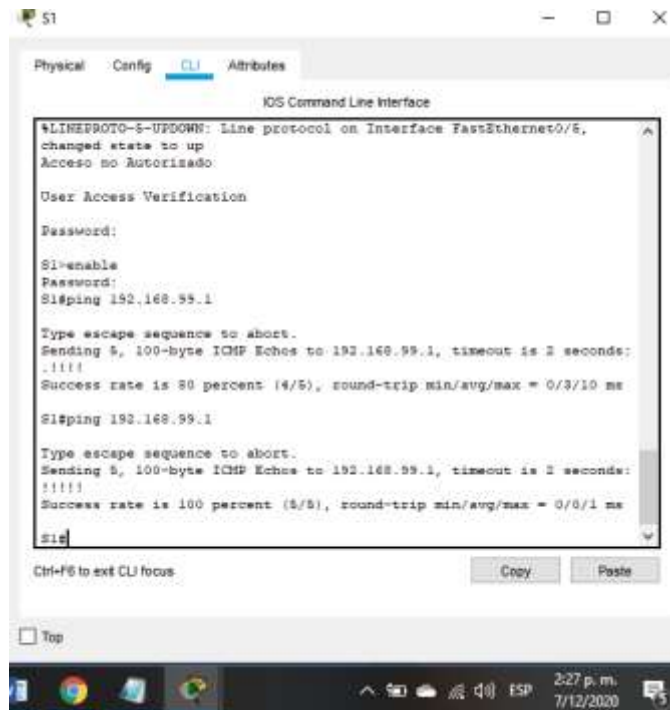 S1
Physical Config CLI Attributes
IOS Command Line Interface
%LINEPROTO-5-UPDOWN: Line protocol on Interface FastEthernet0/5,
changed state to up
Acceso no Autorizado
User Access Verification
Password:
S1>enable
Password:
S1#ping 192.168.99.1
Type escape sequence to abort.
Sending 5, 100-byte ICMP Echos to 192.168.99.1, timeout is 2 seconds:
.!!!!
Success rate is 80 percent (4/5), round-trip min/avg/max = 0/3/10 ms
S1#ping 192.168.99.1
Type escape sequence to abort.
Sending 5, 100-byte ICMP Echos to 192.168.99.1, timeout is 2 seconds:
!!!!!
Success rate is 100 percent (5/5), round-trip min/avg/max = 0/0/1 ms
S1#
Ctrl+F6 to exit CLI focus
Copy Paste
Top
ESP
2:27 p. m.
7/12/2020